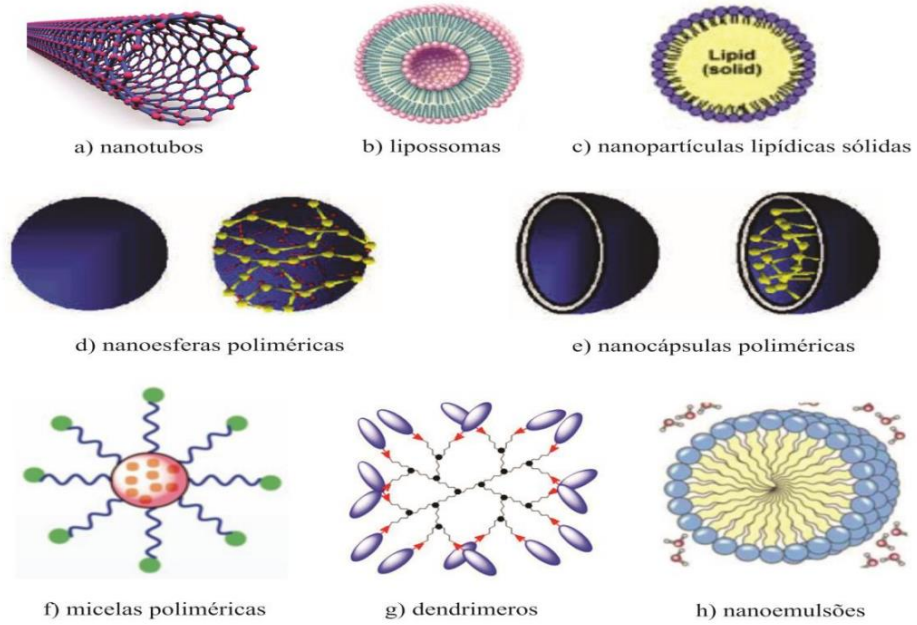 Lipid
(solid)
a) nanotubos
b) lipossomas
c) nanopartículas lipídicas sólidas
d) nanoesferas poliméricas
e) nanocápsulas poliméricas
f) micelas poliméricas
g) dendrimeros
h) nanoemulsões